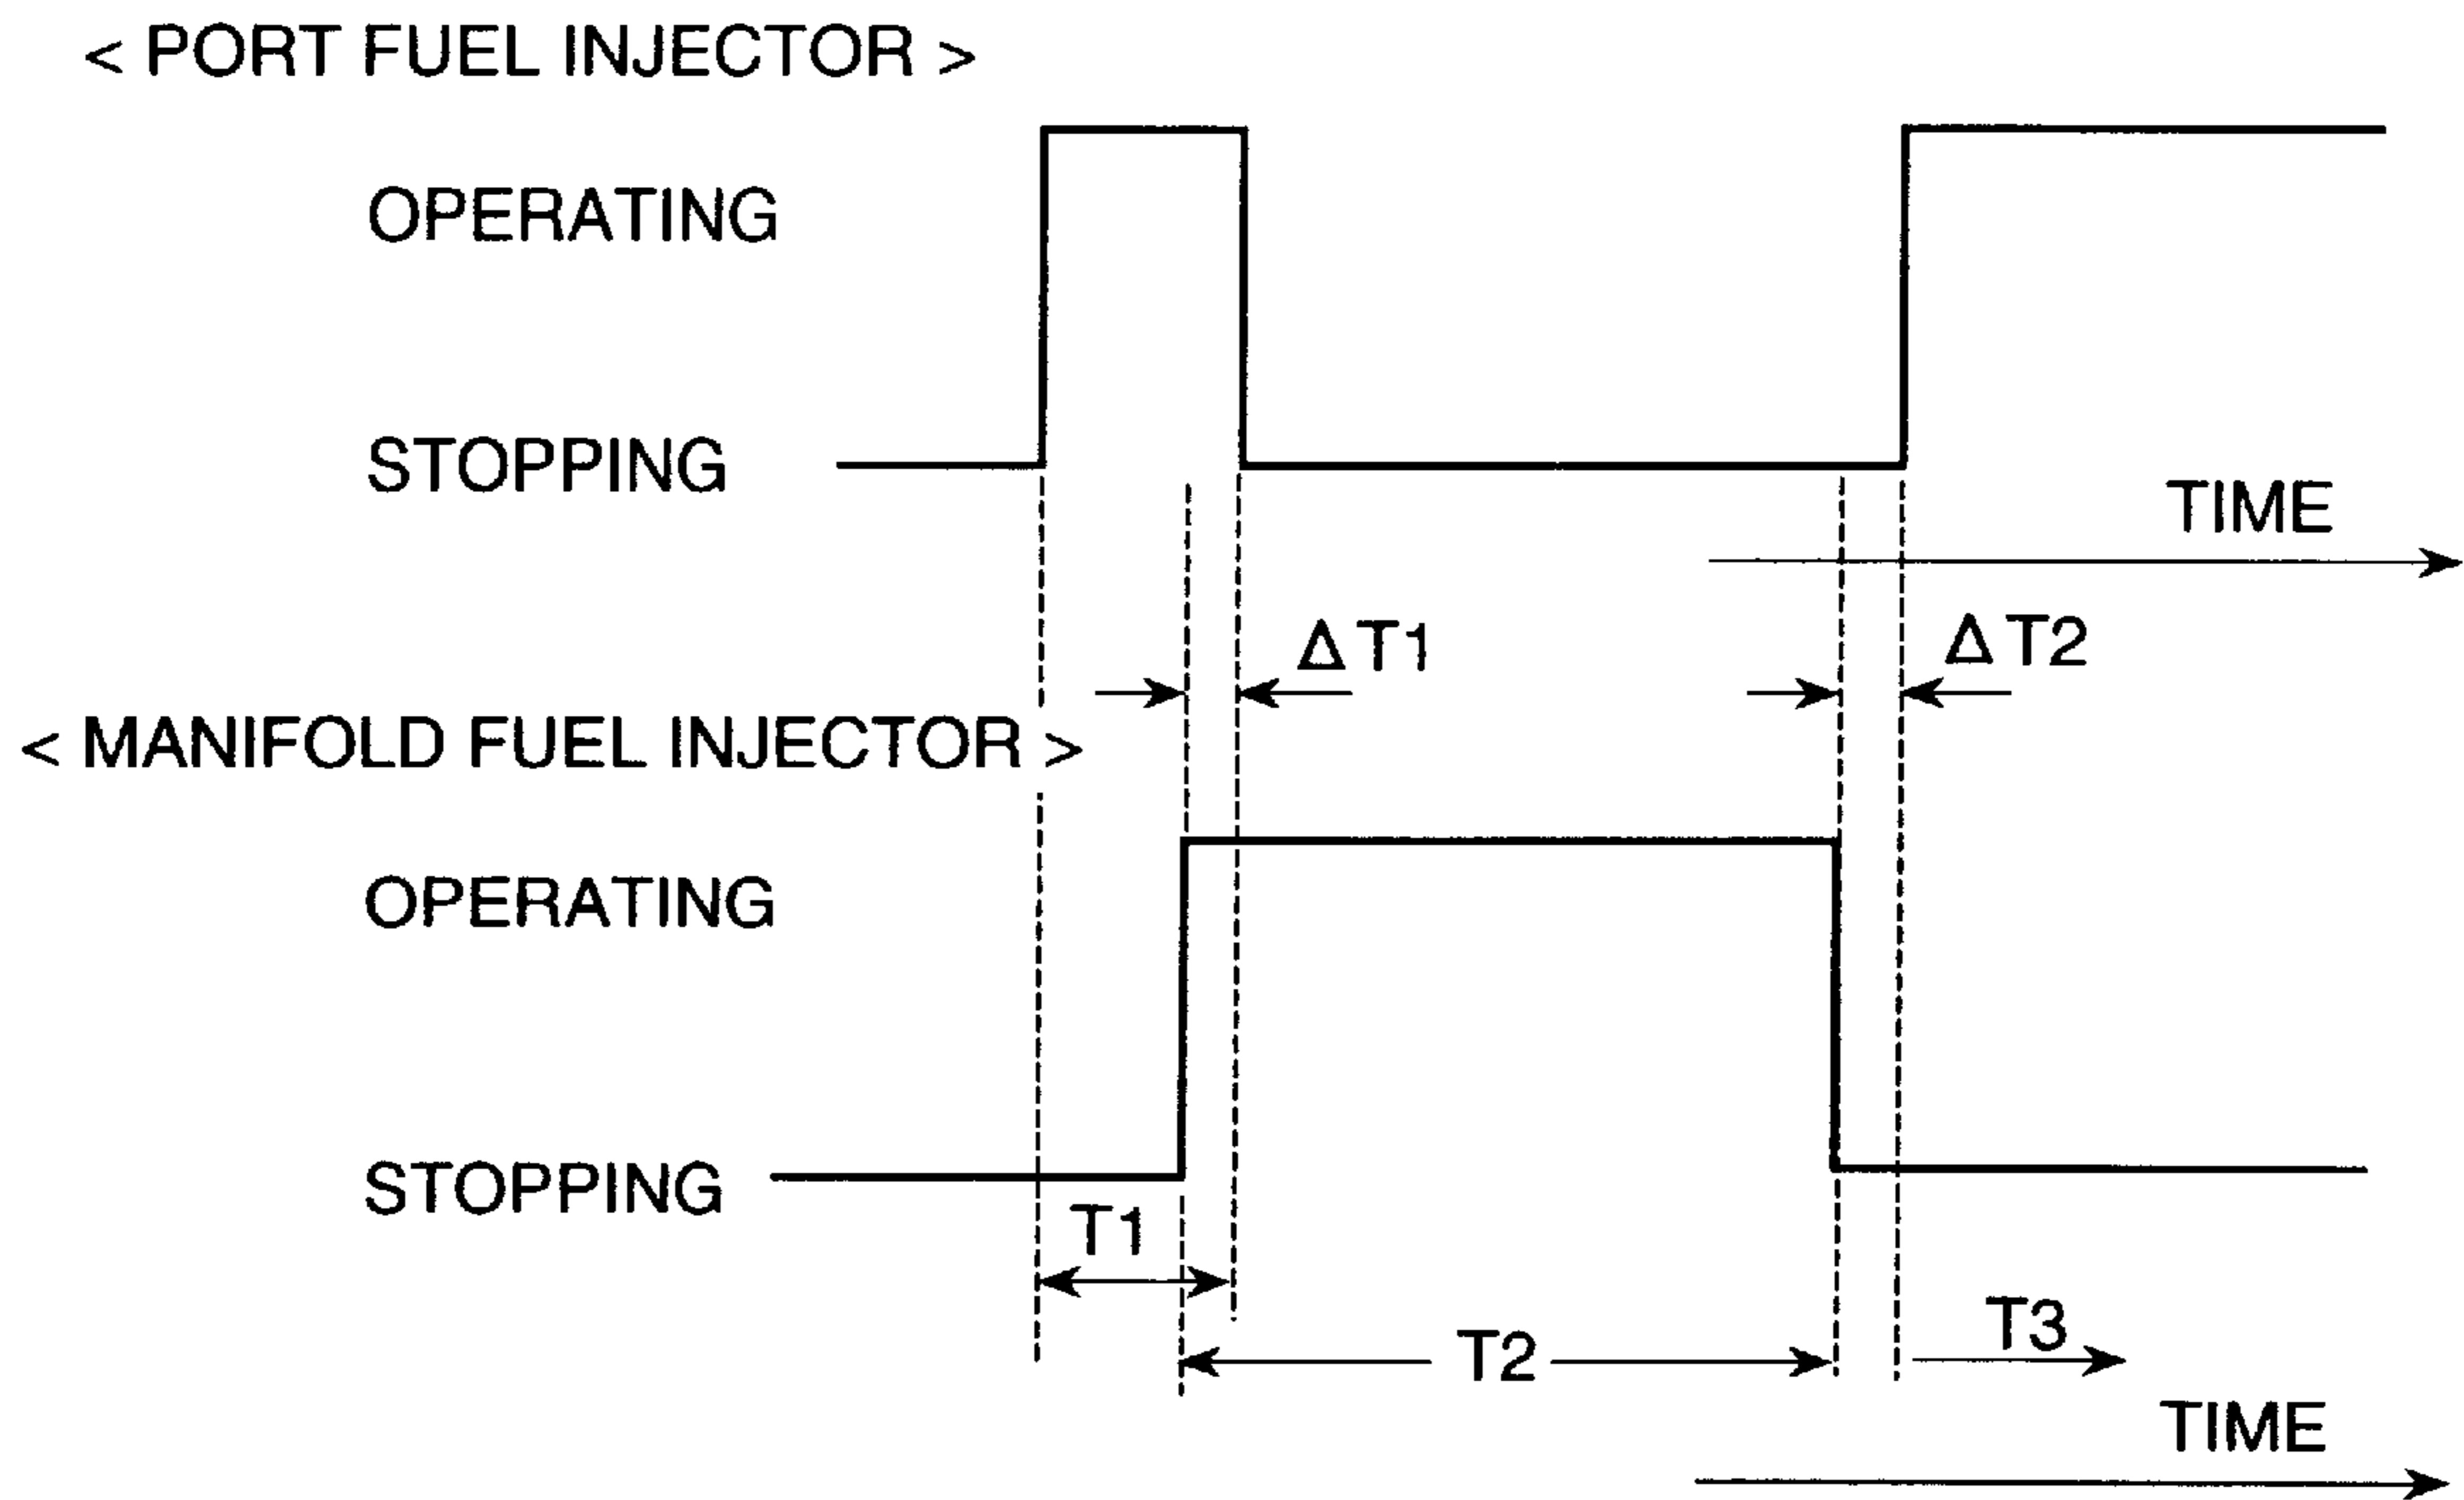 < PORT FUEL INJECTOR >
OPERATING
STOPPING
TIME
ΔT1
ΔT2
< MANIFOLD FUEL INJECTOR >
OPERATING
STOPPING
T1
T2
T3
TIME